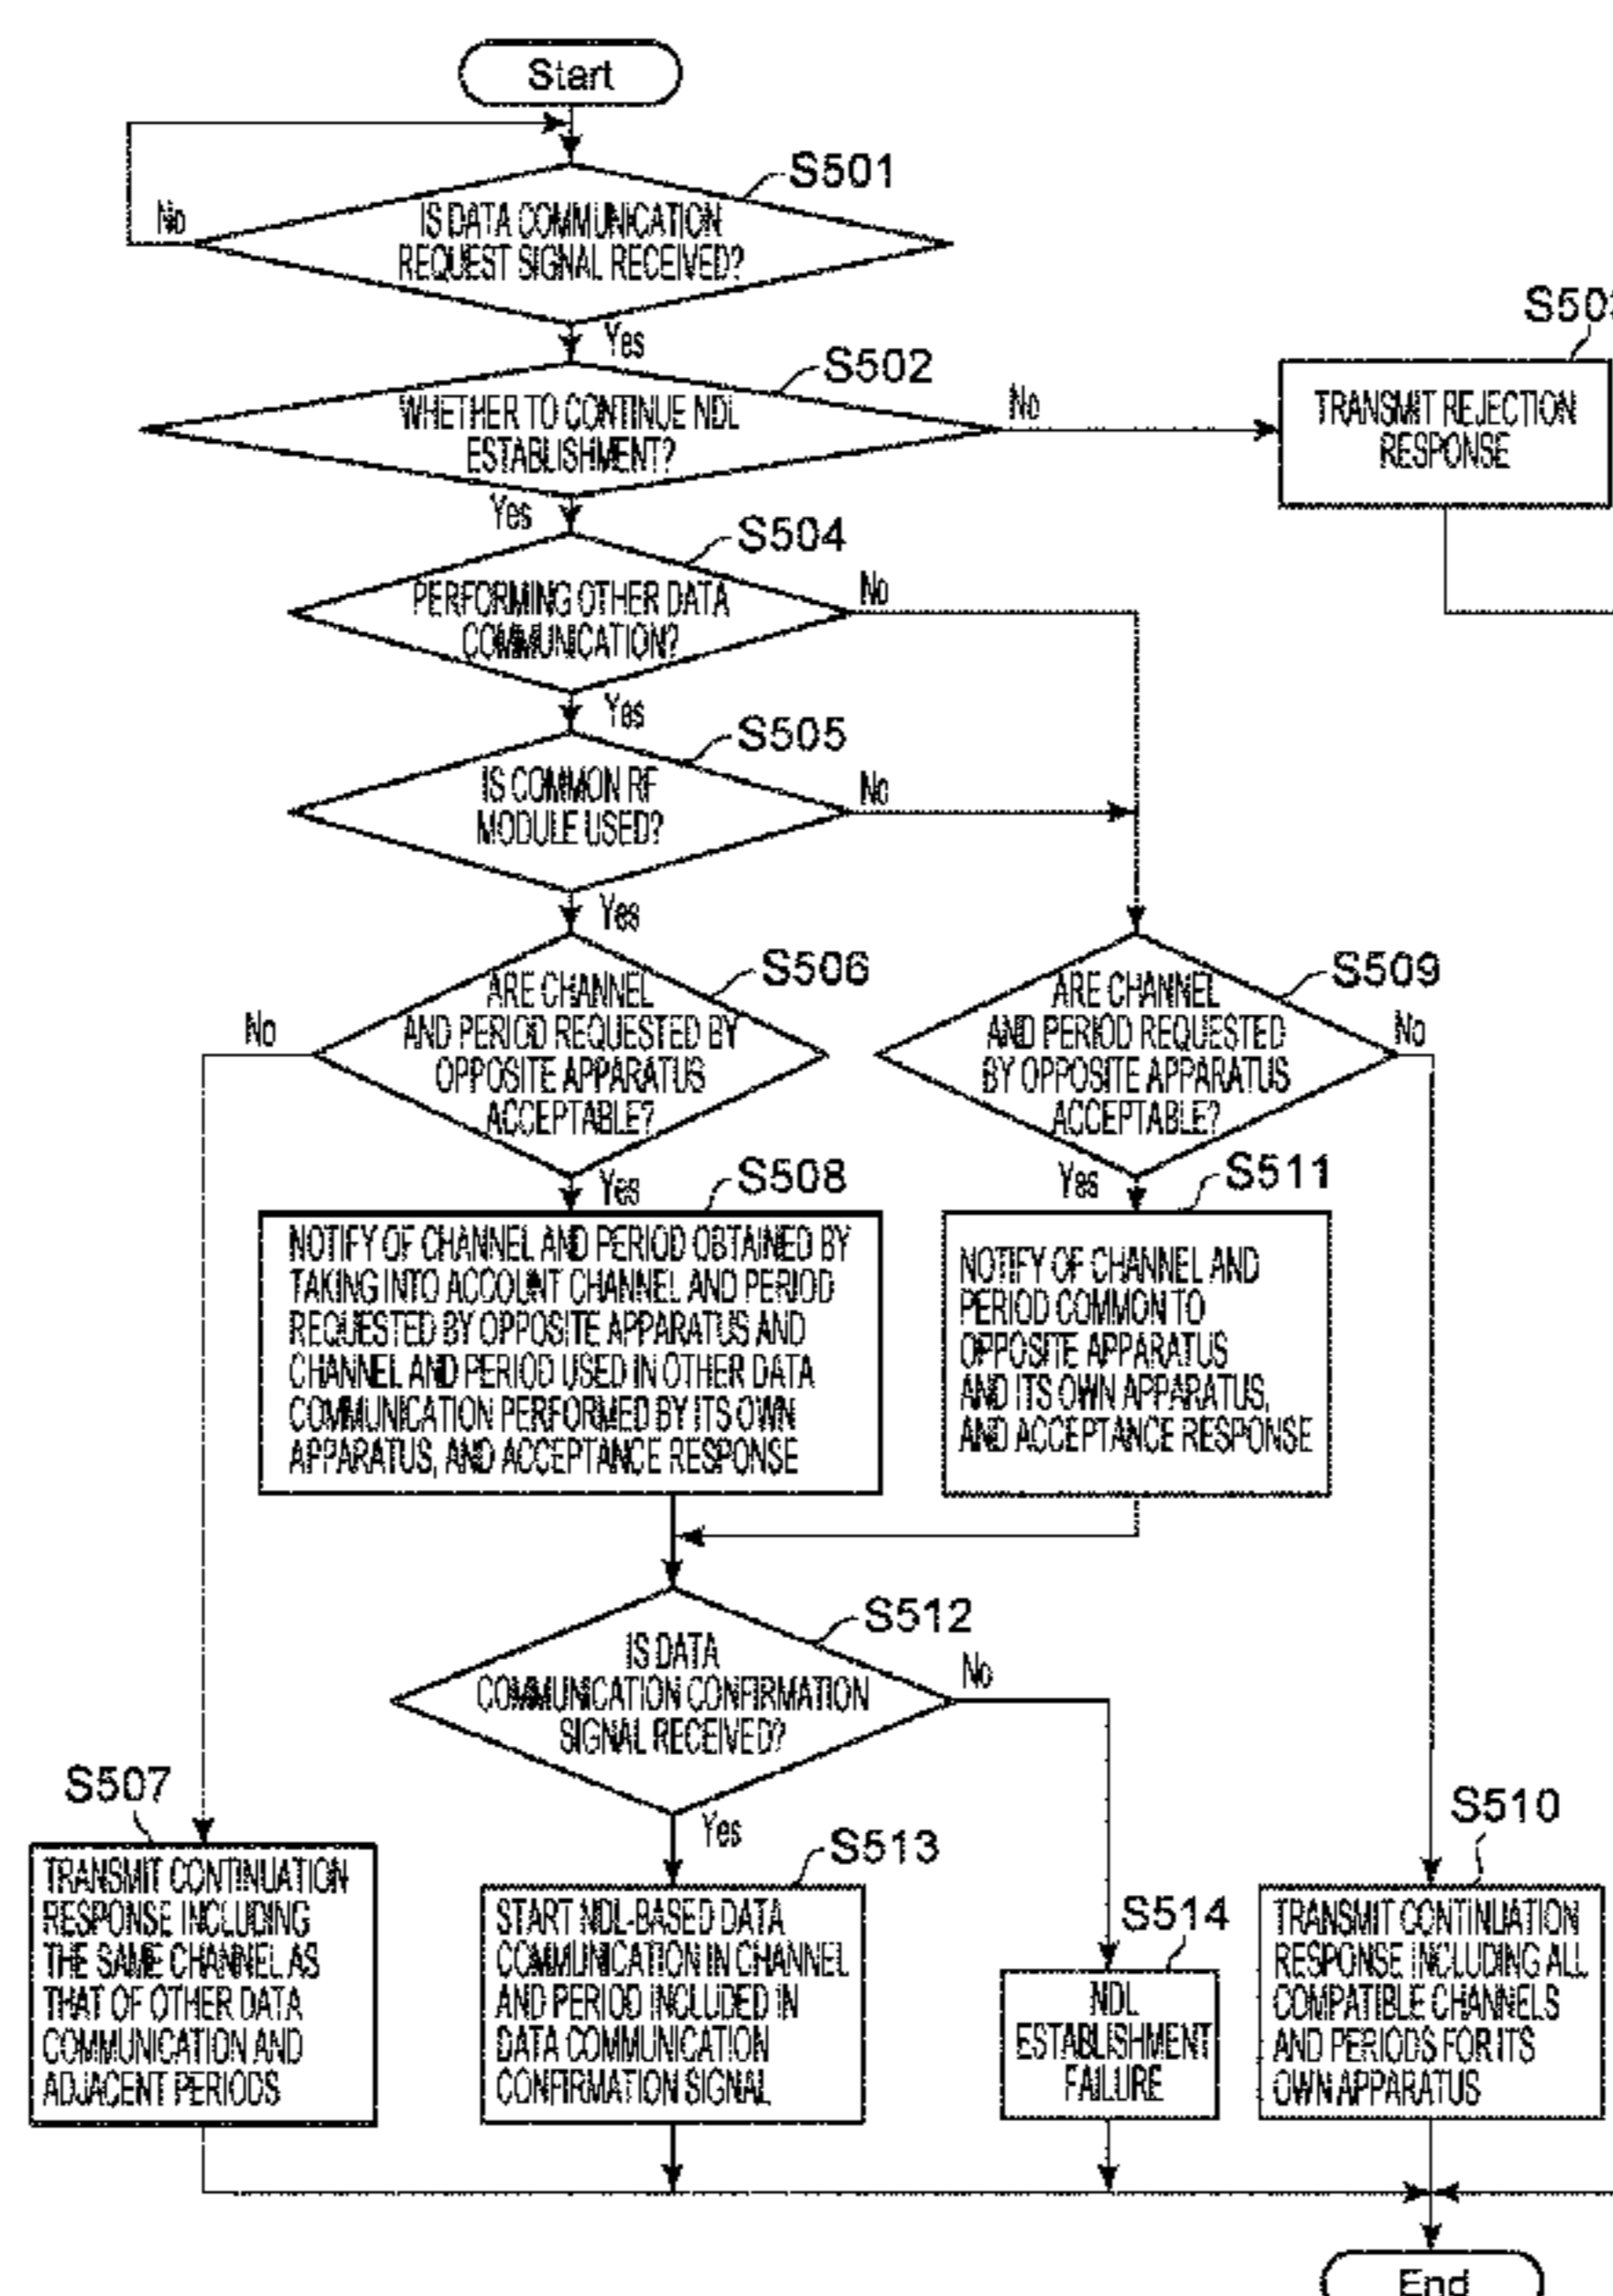 Start
S501
No
IS DATA COMMUNICATION
REQUEST SIGNAL RECEIVED?
Yes
S502
WHETHER TO CONTINUE NDL
ESTABLISHMENT?
No
TRANSMIT REJECTION
RESPONSE
Yes
S504
PERFORMING OTHER DATA
COMMUNICATION?
No
Yes
S505
IS COMMON RF
MODULE USED?
No
Yes
S506
ARE CHANNEL
AND PERIOD REQUESTED BY
OPPOSITE APPARATUS
ACCEPTABLE?
No
S509
ARE CHANNEL
AND PERIOD REQUESTED
BY OPPOSITE APPARATUS
ACCEPTABLE?
No
Yes
S508
NOTIFY OF CHANNEL AND PERIOD OBTAINED BY
TAKING INTO ACCOUNT CHANNEL AND PERIOD
REQUESTED BY OPPOSITE APPARATUS AND
CHANNEL AND PERIOD USED IN OTHER DATA
COMMUNICATION PERFORMED BY ITS OWN
APPARATUS, AND ACCEPTANCE RESPONSE
Yes
S511
NOTIFY OF CHANNEL AND
PERIOD COMMON TO
OPPOSITE APPARATUS
AND ITS OWN APPARATUS,
AND ACCEPTANCE RESPONSE
S512
IS DATA
COMMUNICATION CONFIRMATION
SIGNAL RECEIVED?
No
Yes
S507
TRANSMIT CONTINUATION
RESPONSE INCLUDING
THE SAME CHANNEL AS
THAT OF OTHER DATA
COMMUNICATION AND
ADJACENT PERIODS
S513
START NDL-BASED DATA
COMMUNICATION IN CHANNEL
AND PERIOD INCLUDED IN
DATA COMMUNICATION
CONFIRMATION SIGNAL
S514
NDL
ESTABLISHMENT
FAILURE
S510
TRANSMIT CONTINUATION
RESPONSE INCLUDING ALL
COMPATIBLE CHANNELS
AND PERIODS FOR ITS
OWN APPARATUS
End